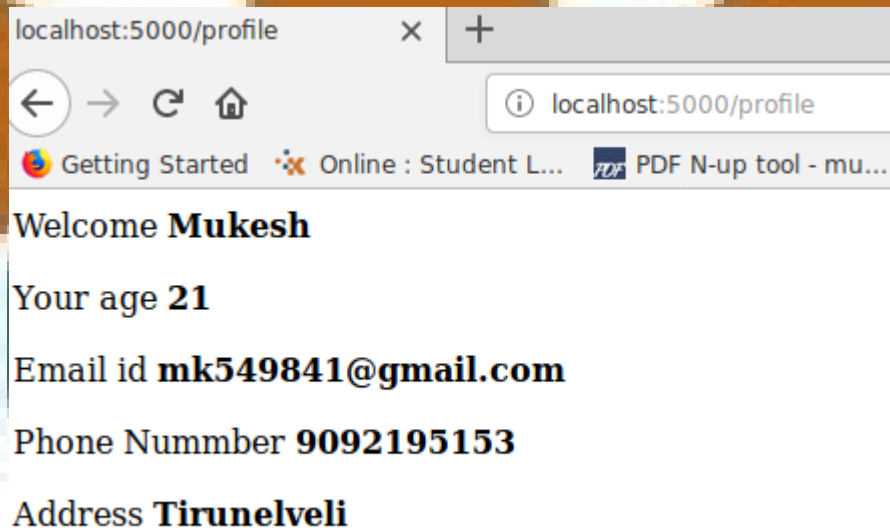 localhost:5000/profile
localhost:5000/profile
Getting Started Online : Student L... PDF PDF N-up tool - mu...
Welcome Mukesh
Your age 21
Email id mk549841@gmail.com
Phone Nummber 9092195153
Address Tirunelveli